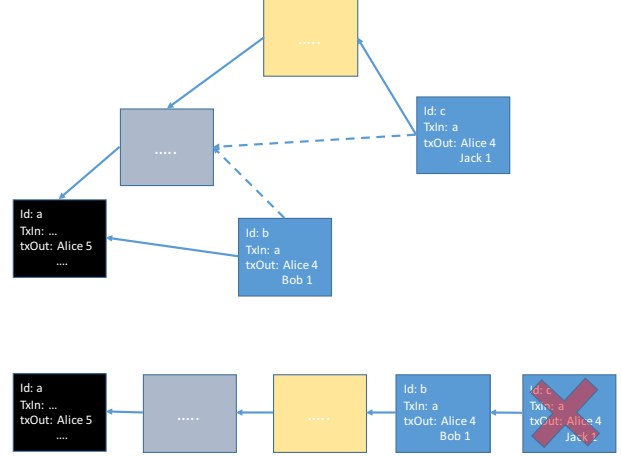 .....
Id: c
TxIn: a
txOut: Alice 4
Jack 1
.....
Id: a
TxIn: ...
txOut: Alice 5
....
Id: b
TxIn: a
txOut: Alice 4
Bob 1
Id: a
TxIn: ...
txOut: Alice 5
....
.....
.....
Id: b
TxIn: a
txOut: Alice 4
Bob 1
Id: c
TxIn: a
txOut: Alice 4
Jack 1